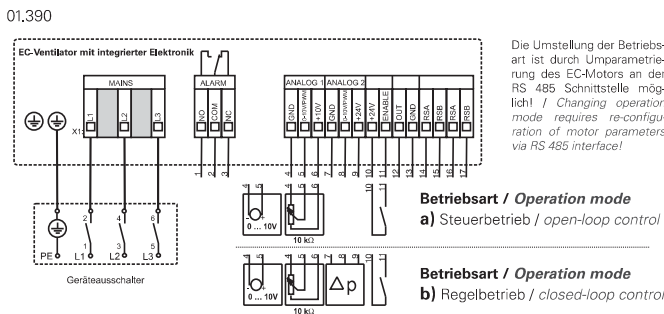 01.390
EC-Ventilator mit integrierter Elektronik
MAINS
ALARM
ANALOG 1 ANALOG 2
X1: L1 L2 L3
NO COM NC
GND 0-10V/PWM +10V GND 0-10V/PWM +24V +24V ENABLE OUT GND RSA RSB RSA RSB
1 2 3
4 5 6 7 8 9 10 11 12 13 14 15 16 17
Die Umstellung der Betriebs-
art ist durch Umparametrie-
rung des EC-Motors an der
RS 485 Schnittstelle mög-
lich! / Changing operation
mode requires re-configu-
ration of motor parameters
via RS 485 interface!
4 5 4 5 6 10 11
0 ... 10V
10 kΩ
Betriebsart / Operation mode
a) Steuerbetrieb / open-loop control
2 4 6
1 3 5
PE L1 L2 L3
Geräteausschalter
4 5 4 5 6 7 8 9 10 11
0 ... 10V
10 kΩ
Δp
Betriebsart / Operation mode
b) Regelbetrieb / closed-loop control